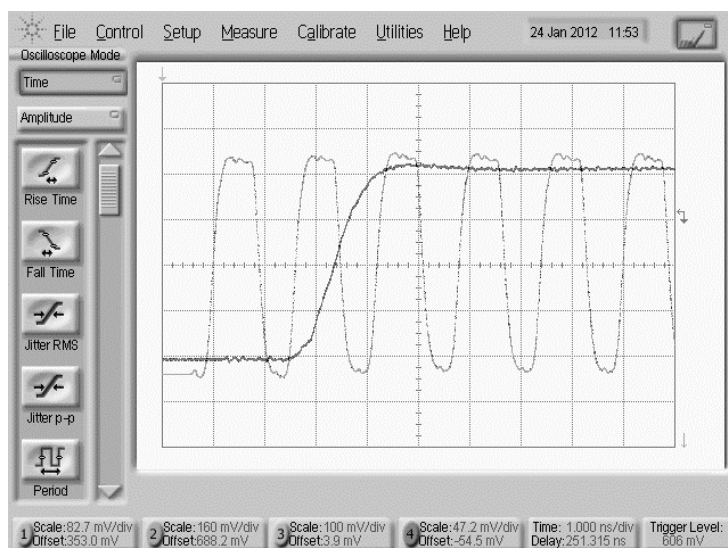 File Control Setup Measure Calibrate Utilities Help 24 Jan 2012 11:53
Oscilloscope Mode
Time
Amplitude
Rise Time
Fall Time
Jitter RMS
Jitter p-p
Period
1 Scale:82.7 mV/div 2 Scale:160 mV/div 3 Scale:100 mV/div 4 Scale:47.2 mV/div Time: 1.000 ns/div Trigger Level:
Offset:353.0 mV Offset:688.2 mV Offset:3.9 mV Offset:-54.5 mV Delay:251.315 ns 606 mV